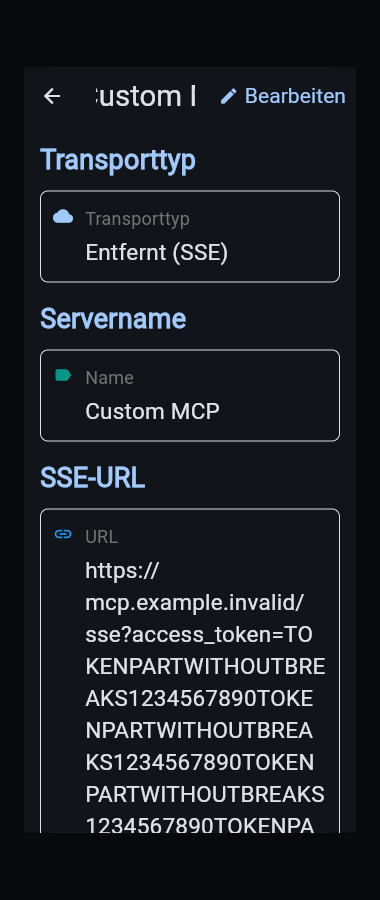 ustom
Bearbeiten
Transporttyp
Transporttyp
Entfernt (SSE)
Servername
Name
Custom MCP
SSE-URL
URL
https://
mcp.example.invalid/
sse?access_token=TO
KENPARTWITHOUTBRE
AKS1234567890TOKE
NPARTWITHOUTBREA
KS1234567890TOKEN
PARTWITHOUTBREAKS
1234567890TOKENPA